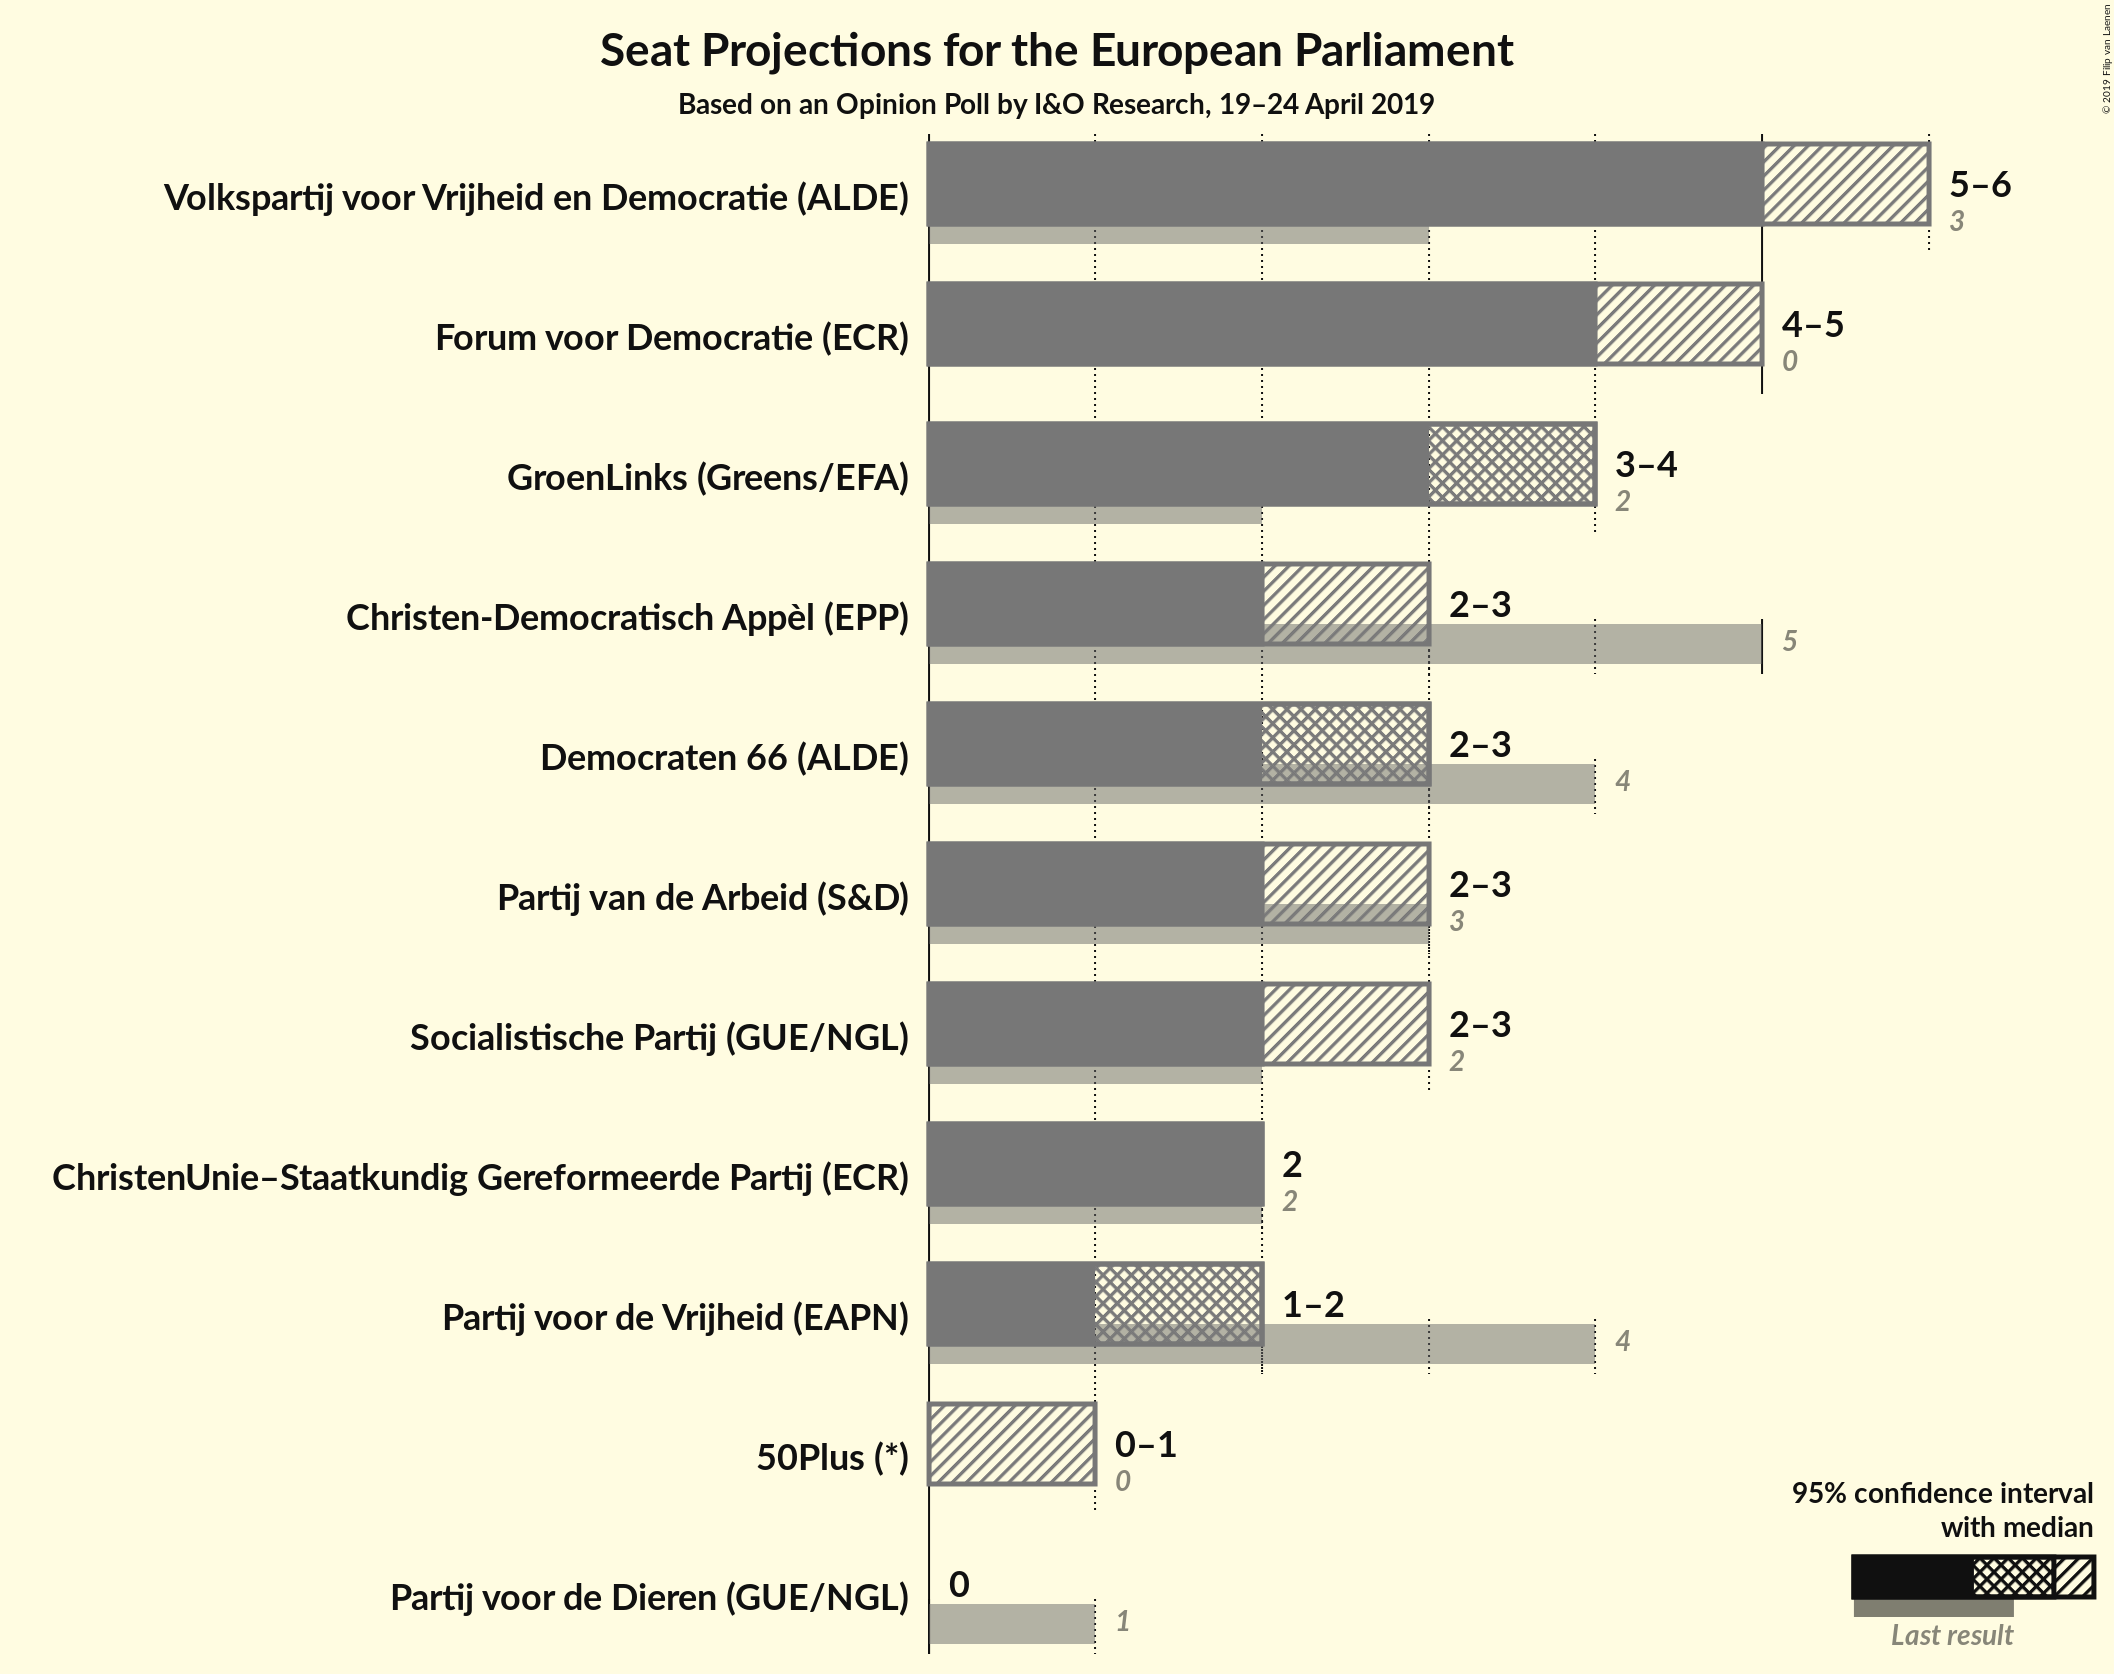 Seat Projections for the European Parliament
Based on an Opinion Poll by I&O Research, 19–24 April 2019
© 2019 Filip van Laenen
Volkspartij voor Vrijheid en Democratie (ALDE)
5–6
3
Forum voor Democratie (ECR)
4–5
0
GroenLinks (Greens/EFA)
3–4
2
Christen-Democratisch Appèl (EPP)
2–3
5
Democraten 66 (ALDE)
2–3
4
Partij van de Arbeid (S&D)
2–3
3
Socialistische Partij (GUE/NGL)
2–3
2
ChristenUnie–Staatkundig Gereformeerde Partij (ECR)
2
2
Partij voor de Vrijheid (EAPN)
1–2
4
50Plus (*)
0–1
0
Partij voor de Dieren (GUE/NGL)
0
1
95% confidence interval
with median
Last result